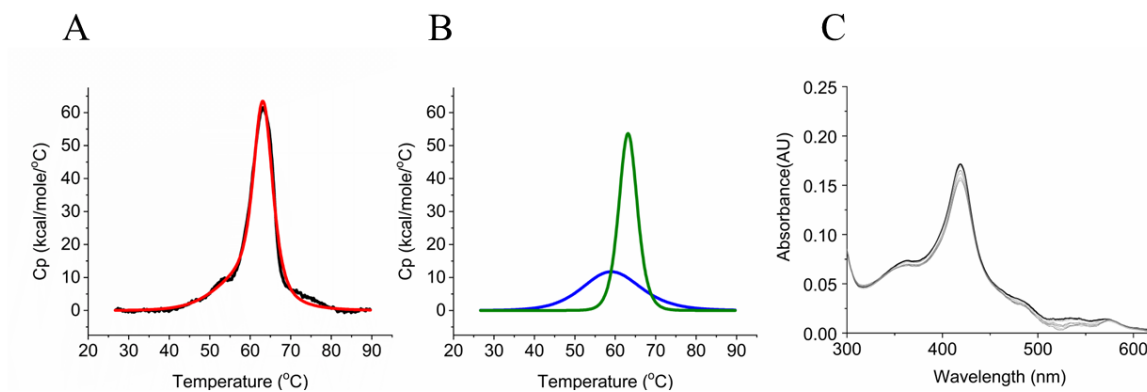 A
B
C
Cp (kcal/mole/°C)
60
50
40
30
20
10
0
20 30 40 50 60 70 80 90
Temperature (°C)
Cp (kcal/mole/°C)
60
50
40
30
20
10
0
20 30 40 50 60 70 80 90
Temperature (°C)
Absorbance(AU)
0.25
0.20
0.15
0.10
0.05
0.00
300 400 500 600
Wavelength (nm)